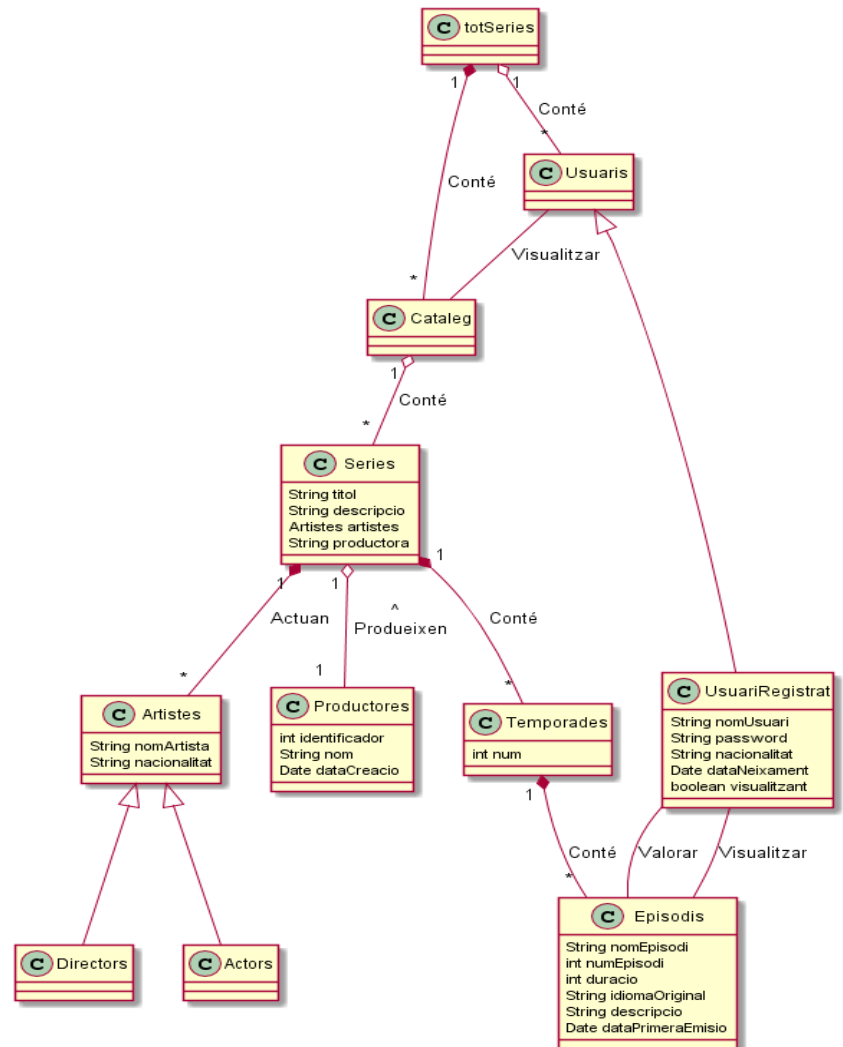 C totSeries
1 1
Conté
*
C Usuaris
Conté
Visualitzar
*
C Cataleg
1
Conté
*
C Series
String titol
String descripcio
Artistes artistes
String productora
1 1 1
Actuan
^
Produeixen
Conté
* 1 *
C Artistes
String nomArtista
String nacionalitat
C Productores
int identificador
String nom
Date dataCreacio
C Temporades
int num
C UsuariRegistrat
String nomUsuari
String password
String nacionalitat
Date dataNeixament
boolean visualitzant
1
Conté
Valorar
Visualitzar
*
C Directors
C Actors
C Episodis
String nomEpisodi
int numEpisodi
int duracio
String idiomaOriginal
String descripcio
Date dataPrimeraEmisio